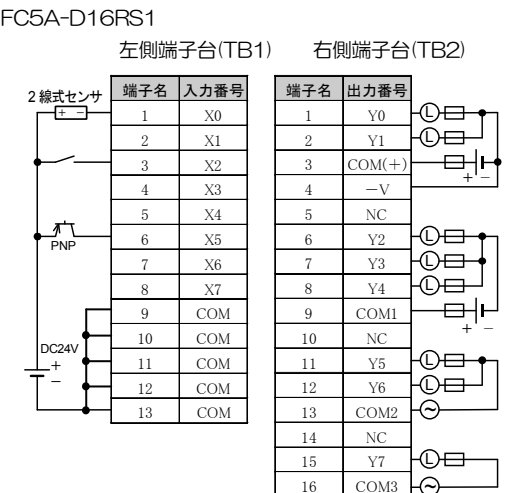 FC5A-D16RS1
左側端子台(TB1)
右側端子台(TB2)
2 線式センサ
+ −
PNP
DC24V
+
−
端子名 入力番号
1 X0
2 X1
3 X2
4 X3
5 X4
6 X5
7 X6
8 X7
9 COM
10 COM
11 COM
12 COM
13 COM
端子名 出力番号
1 Y0 L
2 Y1 L
3 COM(+)
+ −
4 −V
5 NC
6 Y2 L
7 Y3 L
8 Y4 L
9 COM1
+ −
10 NC
11 Y5 L
12 Y6 L
13 COM2 ~
14 NC
15 Y7 L
16 COM3 ~